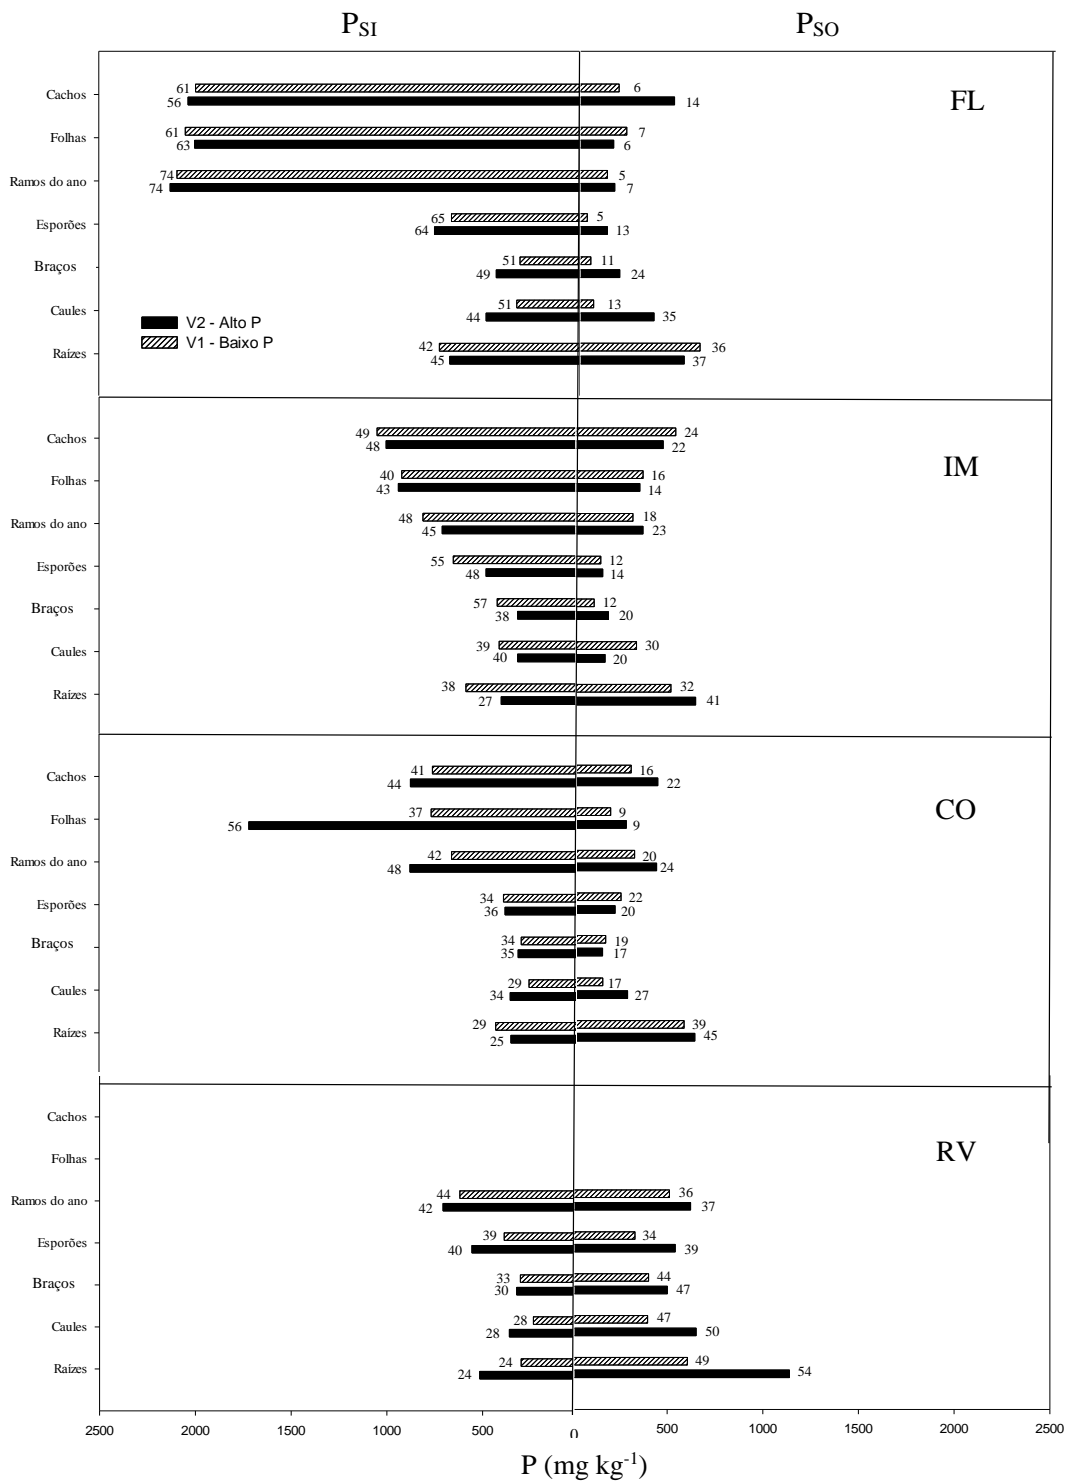 P_SI P_SO
FL
Cachos 61 6
56 14
Folhas 61 7
63 6
Ramos do ano 74 5
74 7
Esporões 65 5
64 13
Braços 51 11
49 24
Caules 51 13
44 35
V2 - Alto P
V1 - Baixo P
Raízes 42 36
45 37
IM
Cachos 49 24
48 22
Folhas 40 16
43 14
Ramos do ano 48 18
45 23
Esporões 55 12
48 14
Braços 57 12
38 20
Caules 39 30
40 20
Raízes 38 32
27 41
CO
Cachos 41 16
44 22
Folhas 37 9
56 9
Ramos do ano 42 20
48 24
Esporões 34 22
36 20
Braços 34 19
35 17
Caules 29 17
34 27
Raízes 29 39
25 45
RV
Cachos
Folhas
Ramos do ano 44 36
42 37
Esporões 39 34
40 39
Braços 33 44
30 47
Caules 28 47
28 50
Raízes 24 49
24 54
2500 2000 1500 1000 500 0 500 1000 1500 2000 2500
P (mg kg⁻¹)